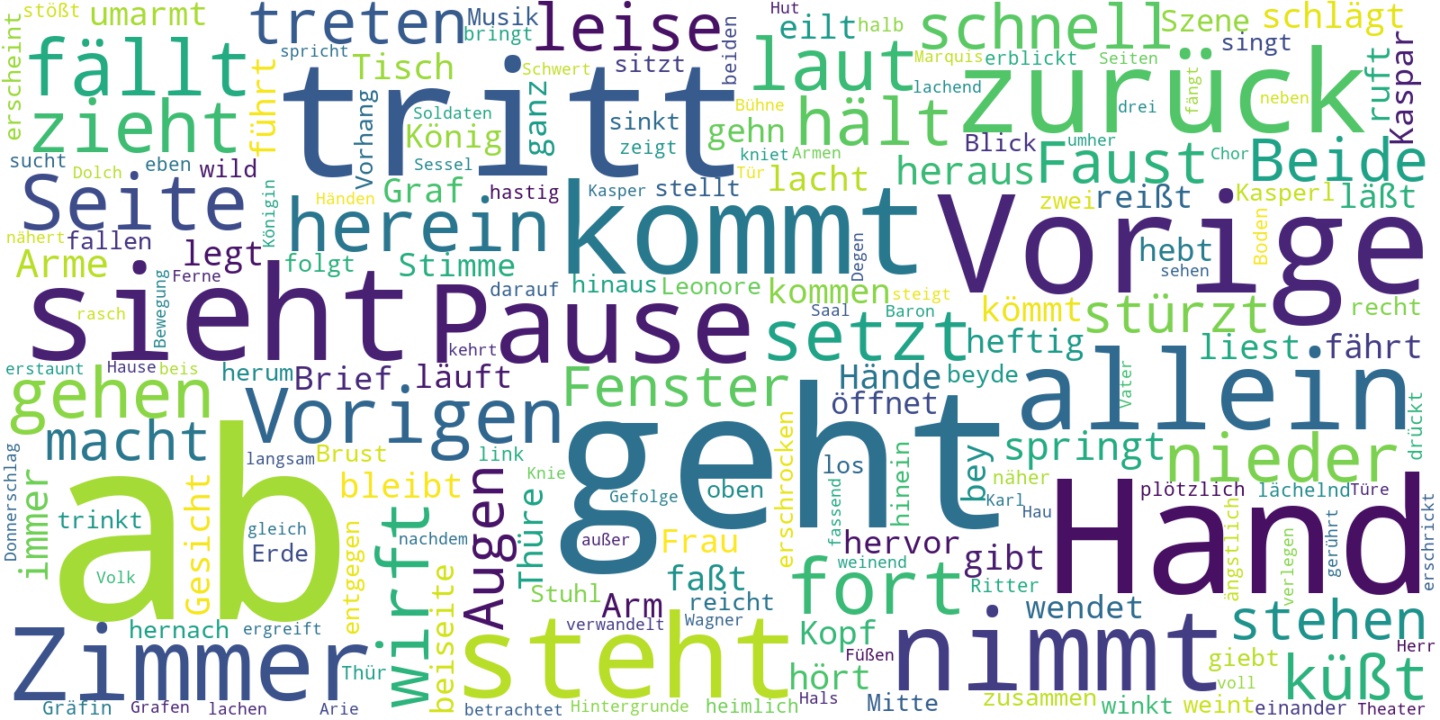 stößt
umarmt
treten
Musik
bringt
leise
Hut
eilt
halb
schnell
Szene
schlägt
erscheint
fällt
spricht
Tisch
Schwert
sitzt
beiden
laut
Marquis
erblickt
Seiten
singt
ruft
Kaspar
zieht
führt
tritt
Vorhang
Soldaten
König
Sessel
ganz
sinkt
zeigt
Bühne
gehn
hält
lachend
zurück
drei
fängt
neben
sucht
Dolch
eben
wild
Graf
hastig
Kasper
stellt
kniet
Armen
Tür
lacht
Blick
umher
heraus
Faust
Chor
Beide
Seite
Königin
Händen
herein
kommt
Degen
Vorige
zwei
reißt
Kasperl
läßt
nähert
fallen
legt
Arme
Ferne
folgt
Stimme
hinaus
Leonore
kommen
steigt
hebt
sehen
Boden
rasch
Bewegung
sieht
darauf
Pause
kehrt
setzt
Saal
Baron
kömmt
stürzt
recht
heftig
liest
fährt
erstaunt
Hause
beis
herum
Brief
läuft
Fenster
Hände
beyde
öffnet
allein
Vater
gehen
macht
Vorigen
geht
springt
nieder
drückt
Donnerschlag
immer
ab
langsam
Brust
link
Knie
bleibt
Augen
Thüre
Gefolge
oben
erschrocken
los
hinein
bey
näher
Karl
Hau
plötzlich
lächelnd
Türe
trinkt
Gesicht
gleich
Erde
entgegen
nachdem
außer
Frau
fassend
hervor
gibt
Hand
ängstlich
verlegen
gerührt
erschrickt
Volk
wirft
beiseite
Stuhl
Arm
faßt
reicht
weinend
fort
Ritter
wendet
stehen
Zimmer
hernach
ergreift
verwandelt
Wagner
steht
Kopf
Füßen
nimmt
giebt
Herr
Thür
hört
voll
küßt
Gräfin
Grafen
lachen
Arie
betrachtet
Hintergrunde
heimlich
Hals
Mitte
zusammen
winkt
weint
einander
Theater